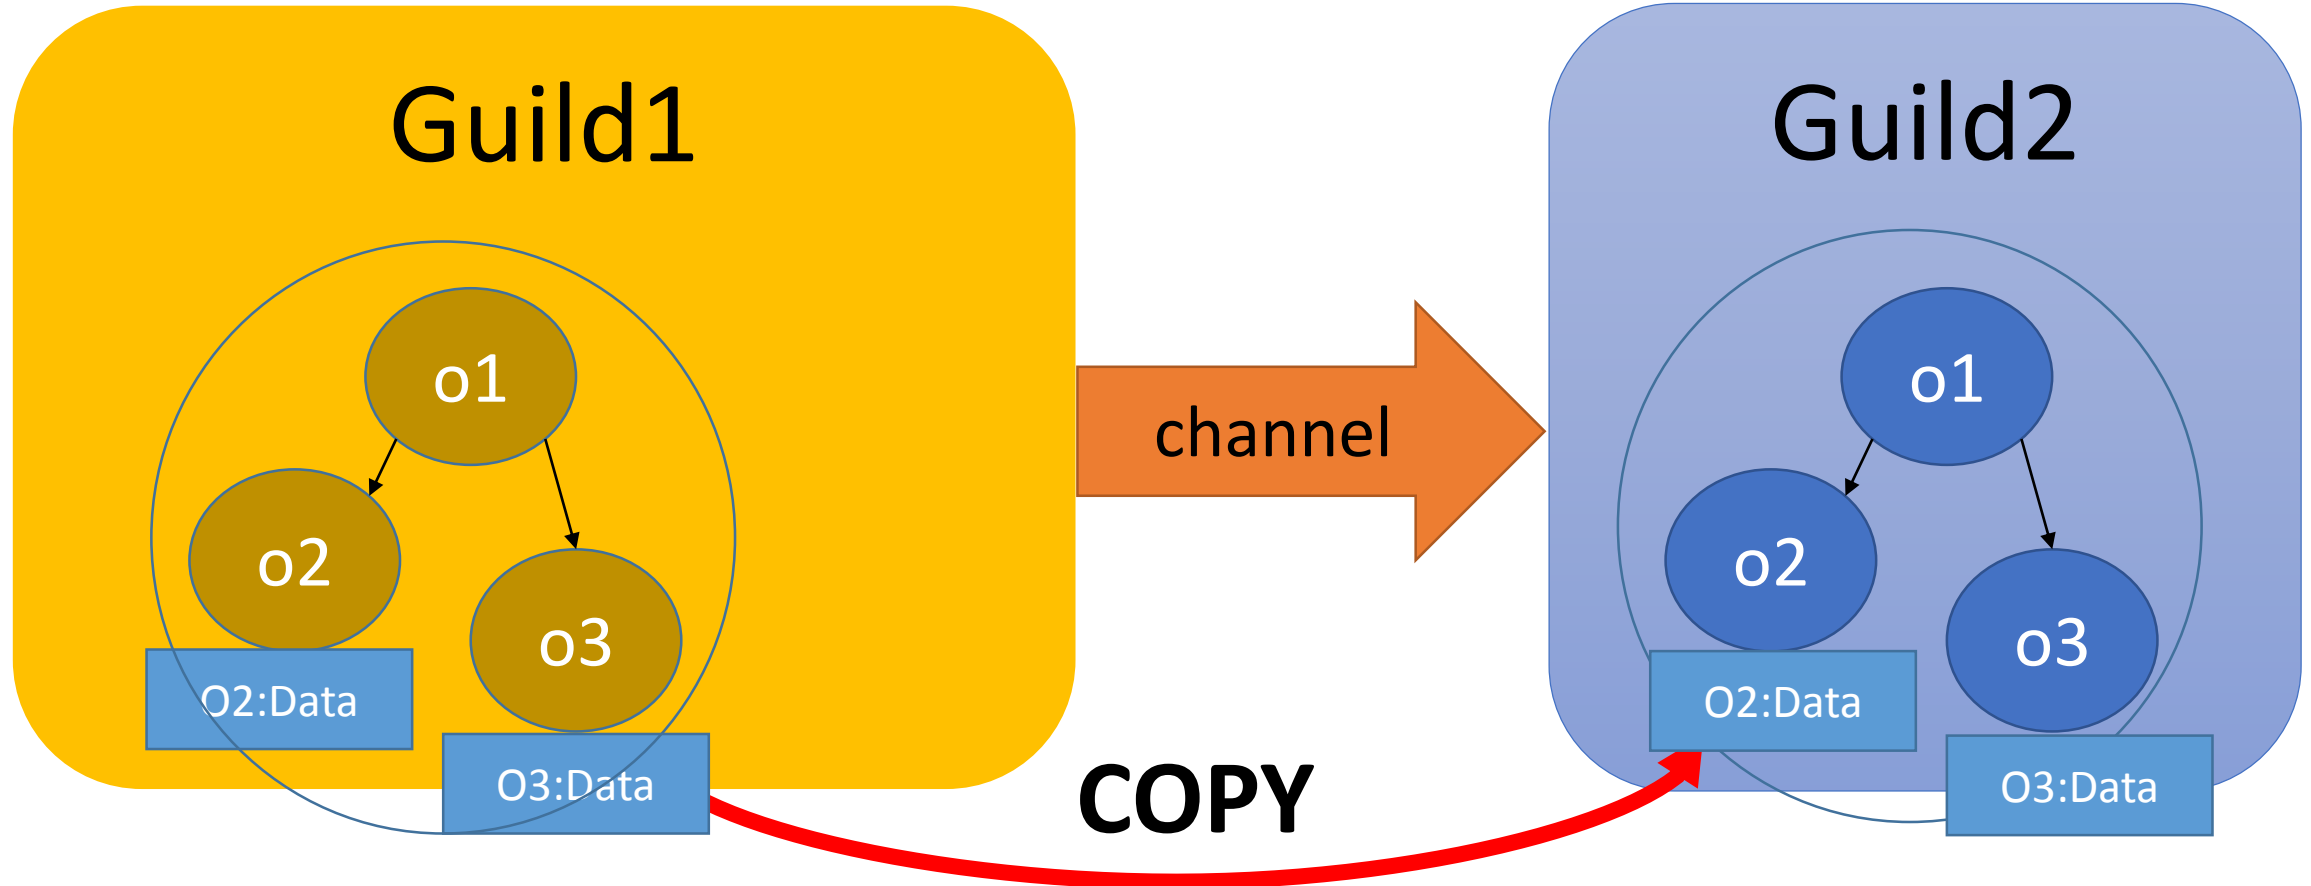 Guild1
o1
o2
o3
O2:Data
O3:Data
channel
COPY
Guild2
o1
o2
o3
O2:Data
O3:Data